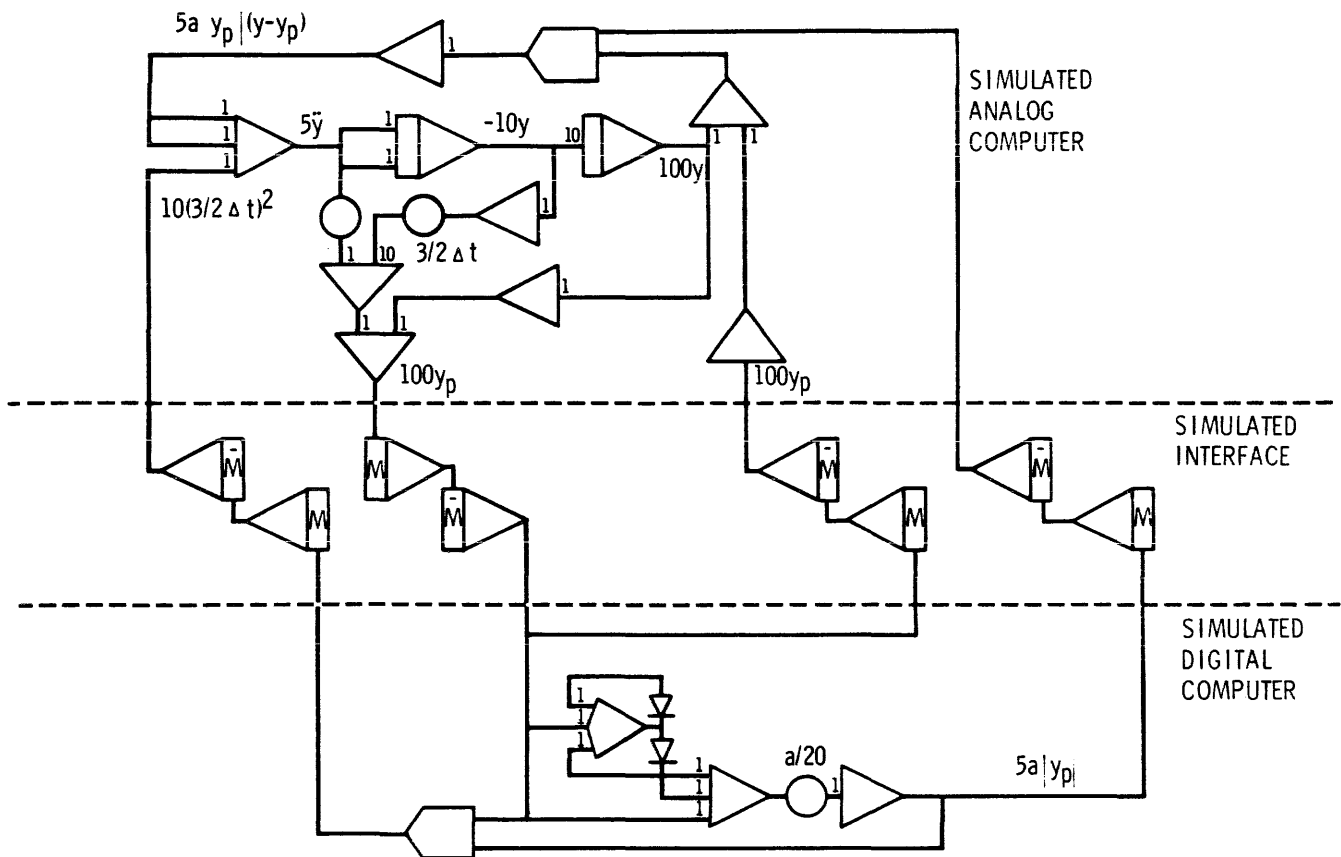 5a y_p|(y-y_p)
1
SIMULATED
ANALOG
COMPUTER
1
1
1
5ÿ
1
1
-10y
10
100y
1
1
10(3/2 Δ t)²
1
3/2 Δ t
1
10
1
1
1
100y_p
100y_p
SIMULATED
INTERFACE
M̄
M
M̄
M̄
M
M̄
M
M
SIMULATED
DIGITAL
COMPUTER
1
1
1
a/20
5a|y_p|
1
1
1
1